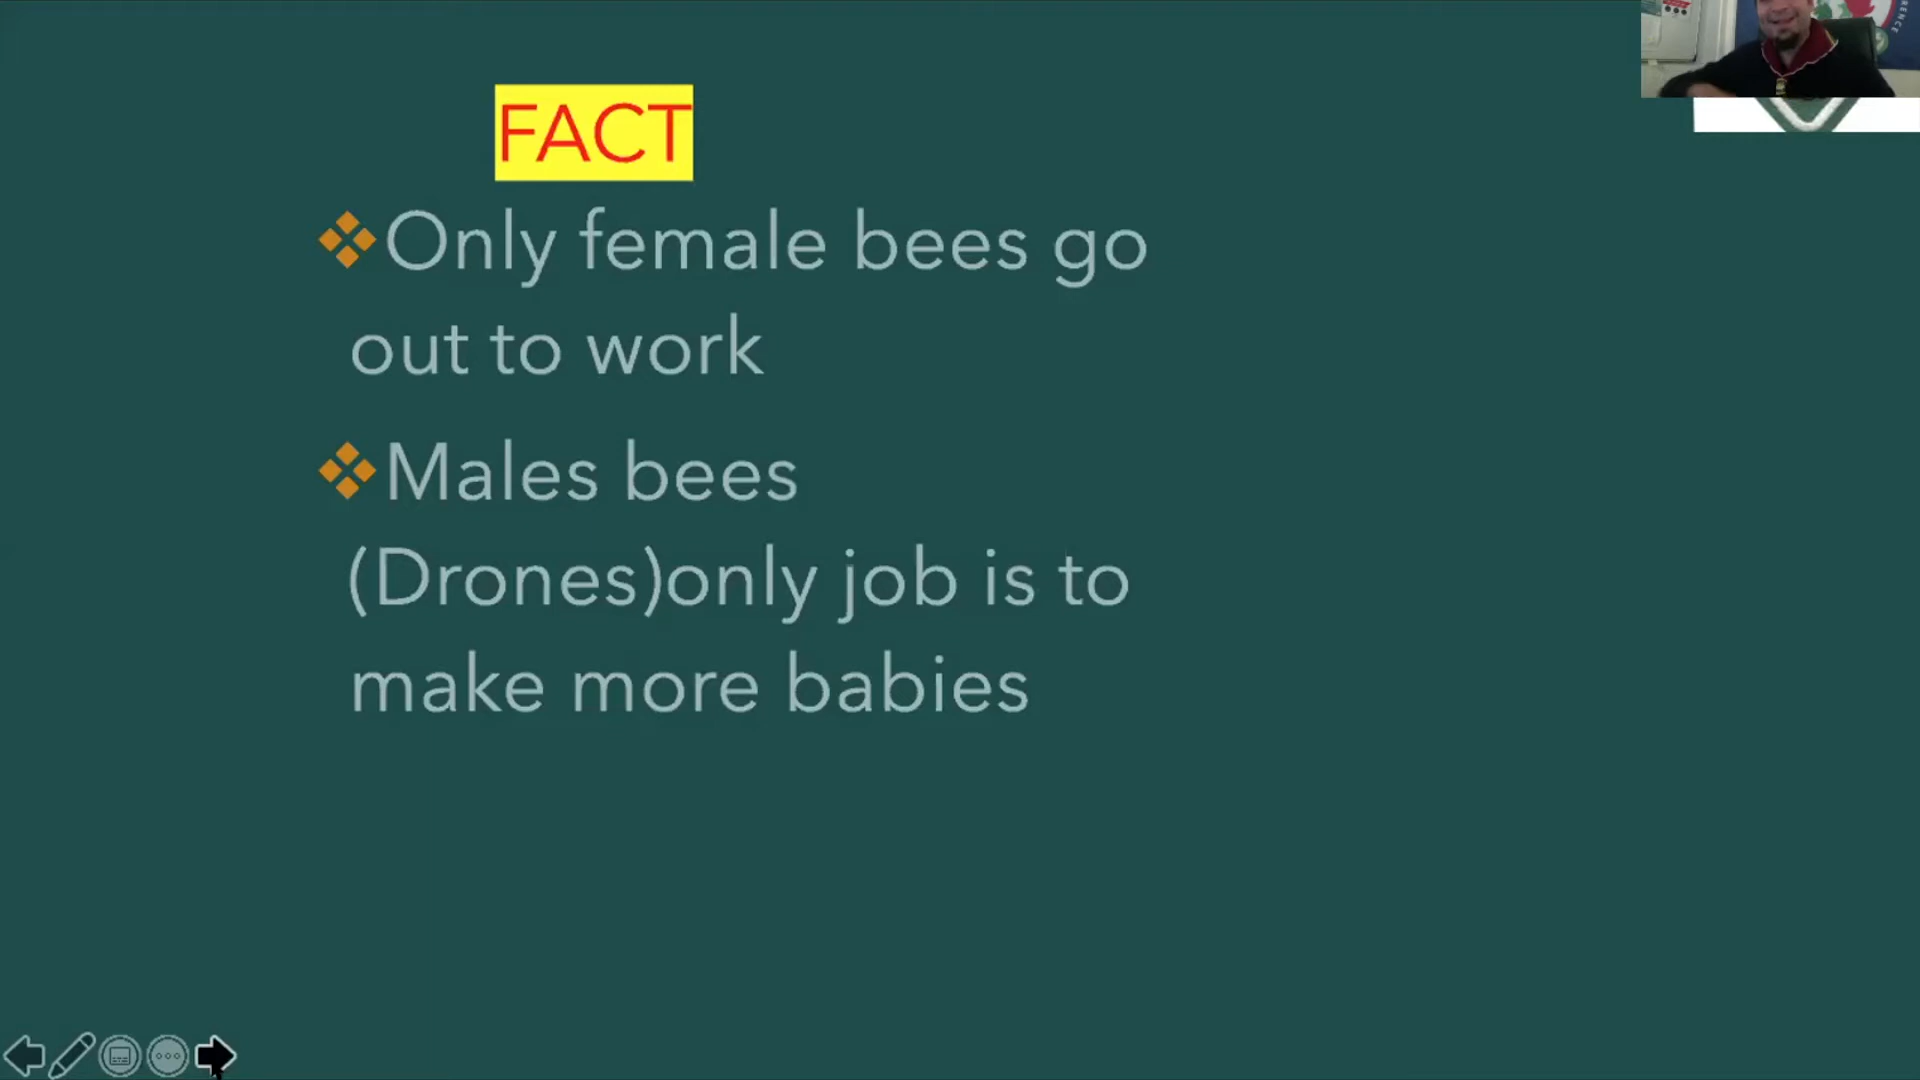 FACT
Only female bees go
out to work
Males bees
(Drones)only job is to
make more babies